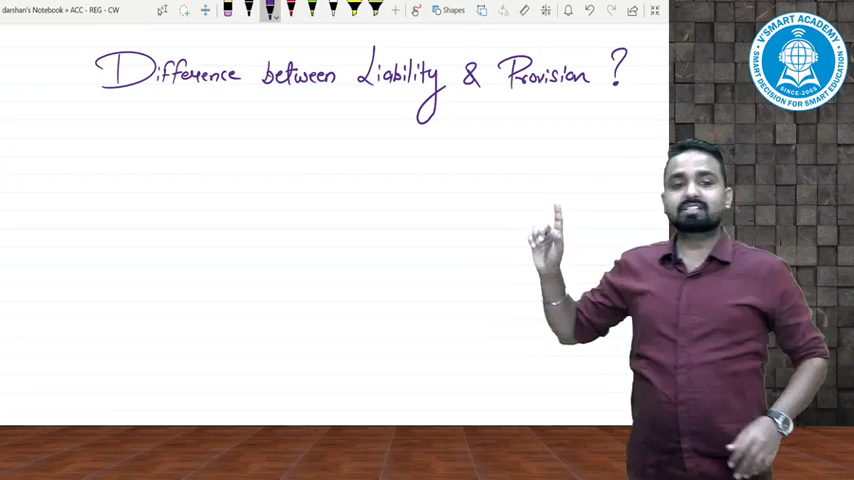 darshan's Notebook » ACC - REG - CW
Shapes
Difference between Liability & Provision ?
V'SMART ACADEMY
SINCE-2005
SMART DECISION FOR SMART EDUCATION